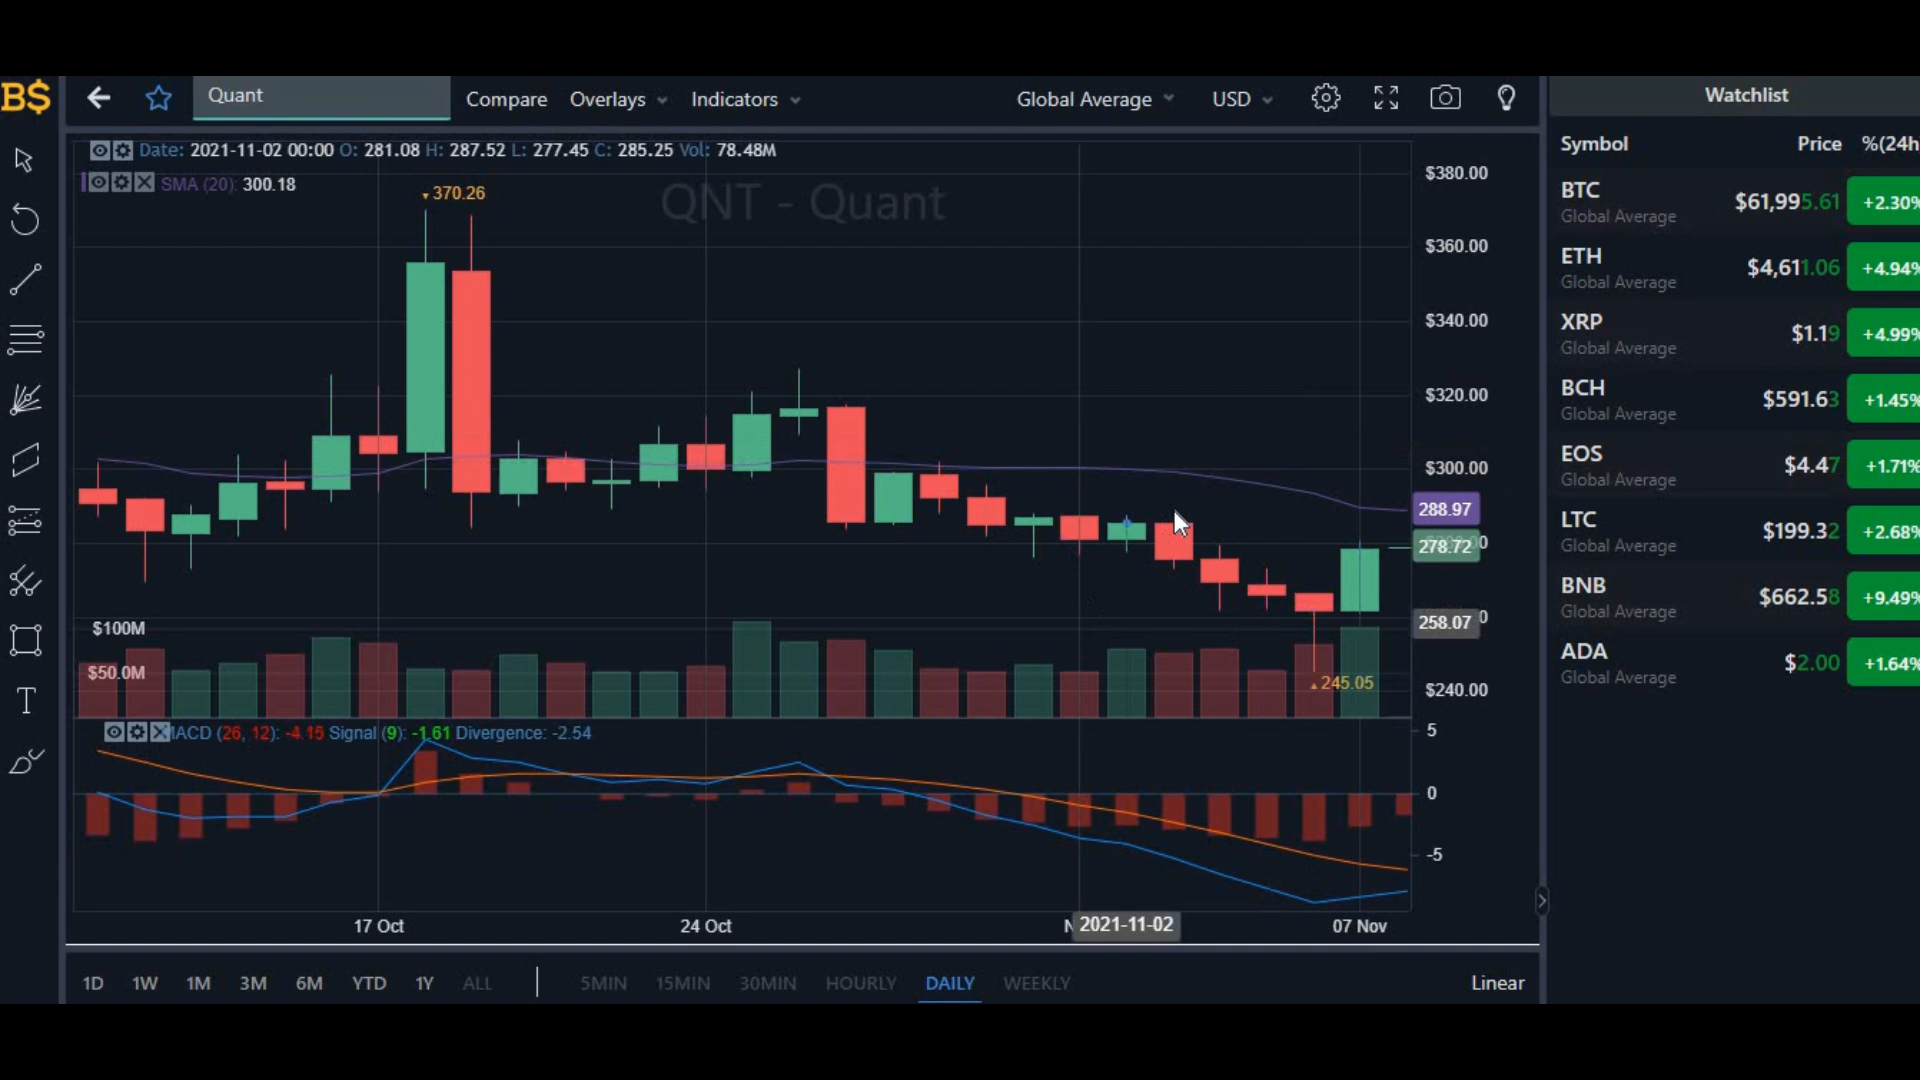 B$
Quant
Compare Overlays Indicators
Global Average USD
Date: 2021-11-02 00:00 O: 281.08 H: 287.52 L: 277.45 C: 285.25 Vol: 78.48M
SMA (20): 300.18
QNT - Quant
370.26
245.05
$380.00
$360.00
$340.00
$320.00
$300.00
288.97
278.72
258.07
$240.00
$100M
$50.0M
MACD (26, 12): -4.15 Signal (9): -1.61 Divergence: -2.54
5
0
-5
17 Oct 24 Oct N 2021-11-02 07 Nov
1D 1W 1M 3M 6M YTD 1Y ALL 5MIN 15MIN 30MIN HOURLY DAILY WEEKLY Linear
T
Watchlist
Symbol Price %(24h
BTC $61,995.61 +2.30%
Global Average
ETH $4,611.06 +4.94%
Global Average
XRP $1.19 +4.99%
Global Average
BCH $591.63 +1.45%
Global Average
EOS $4.47 +1.71%
Global Average
LTC $199.32 +2.68%
Global Average
BNB $662.58 +9.49%
Global Average
ADA $2.00 +1.64%
Global Average